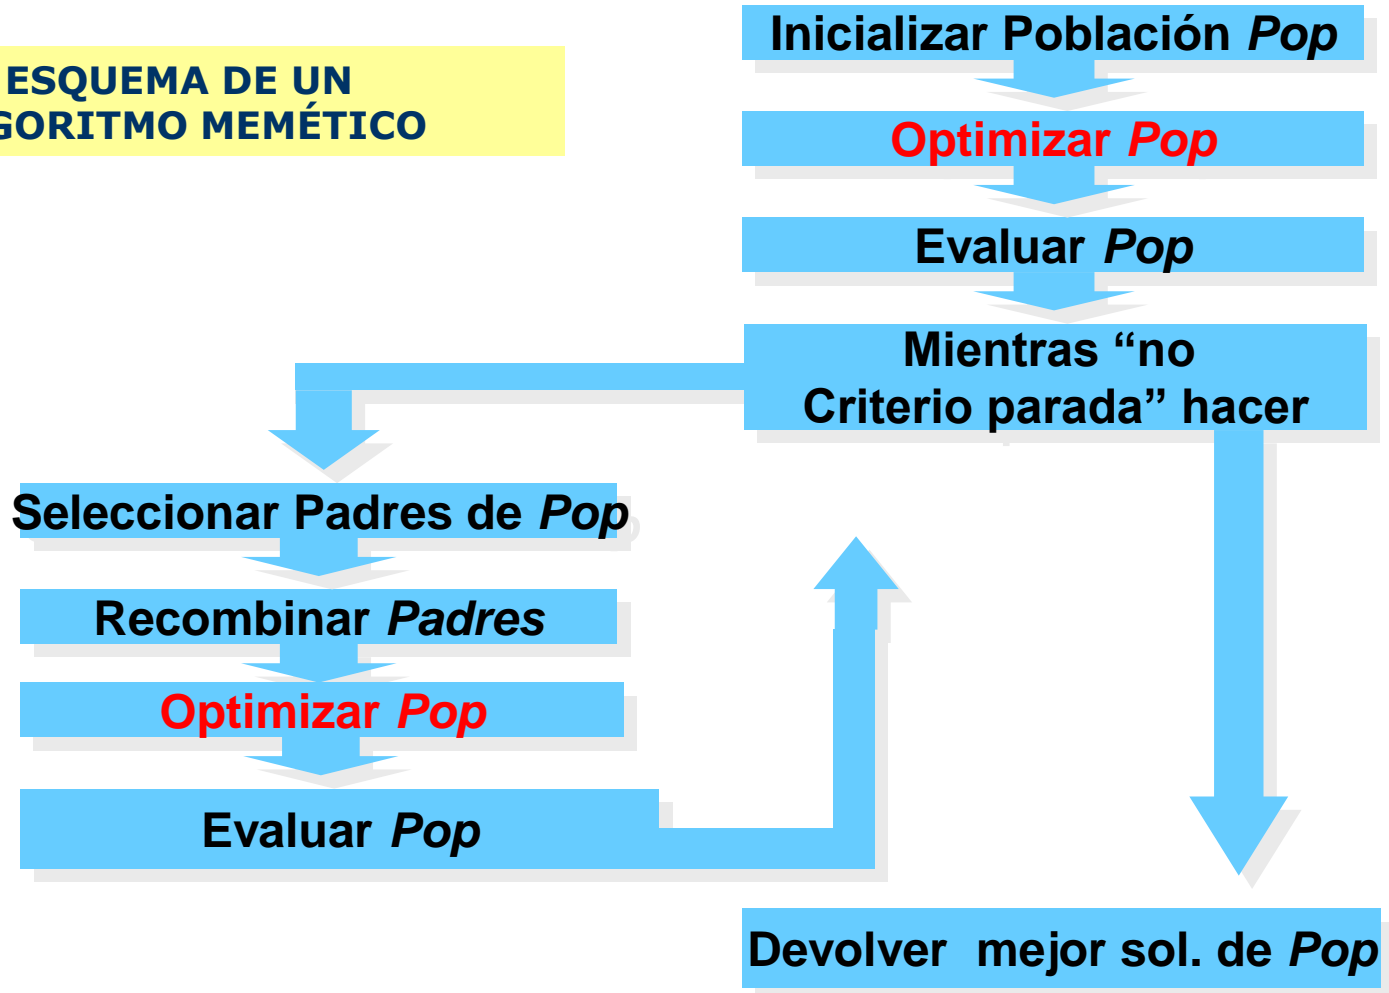 ESQUEMA DE UN
GORITMO MEMÉTICO
Inicializar Población Pop
Optimizar Pop
Evaluar Pop
Mientras “no
Criterio parada” hacer
Seleccionar Padres de Pop
Recombinar Padres
Optimizar Pop
Evaluar Pop
Devolver mejor sol. de Pop